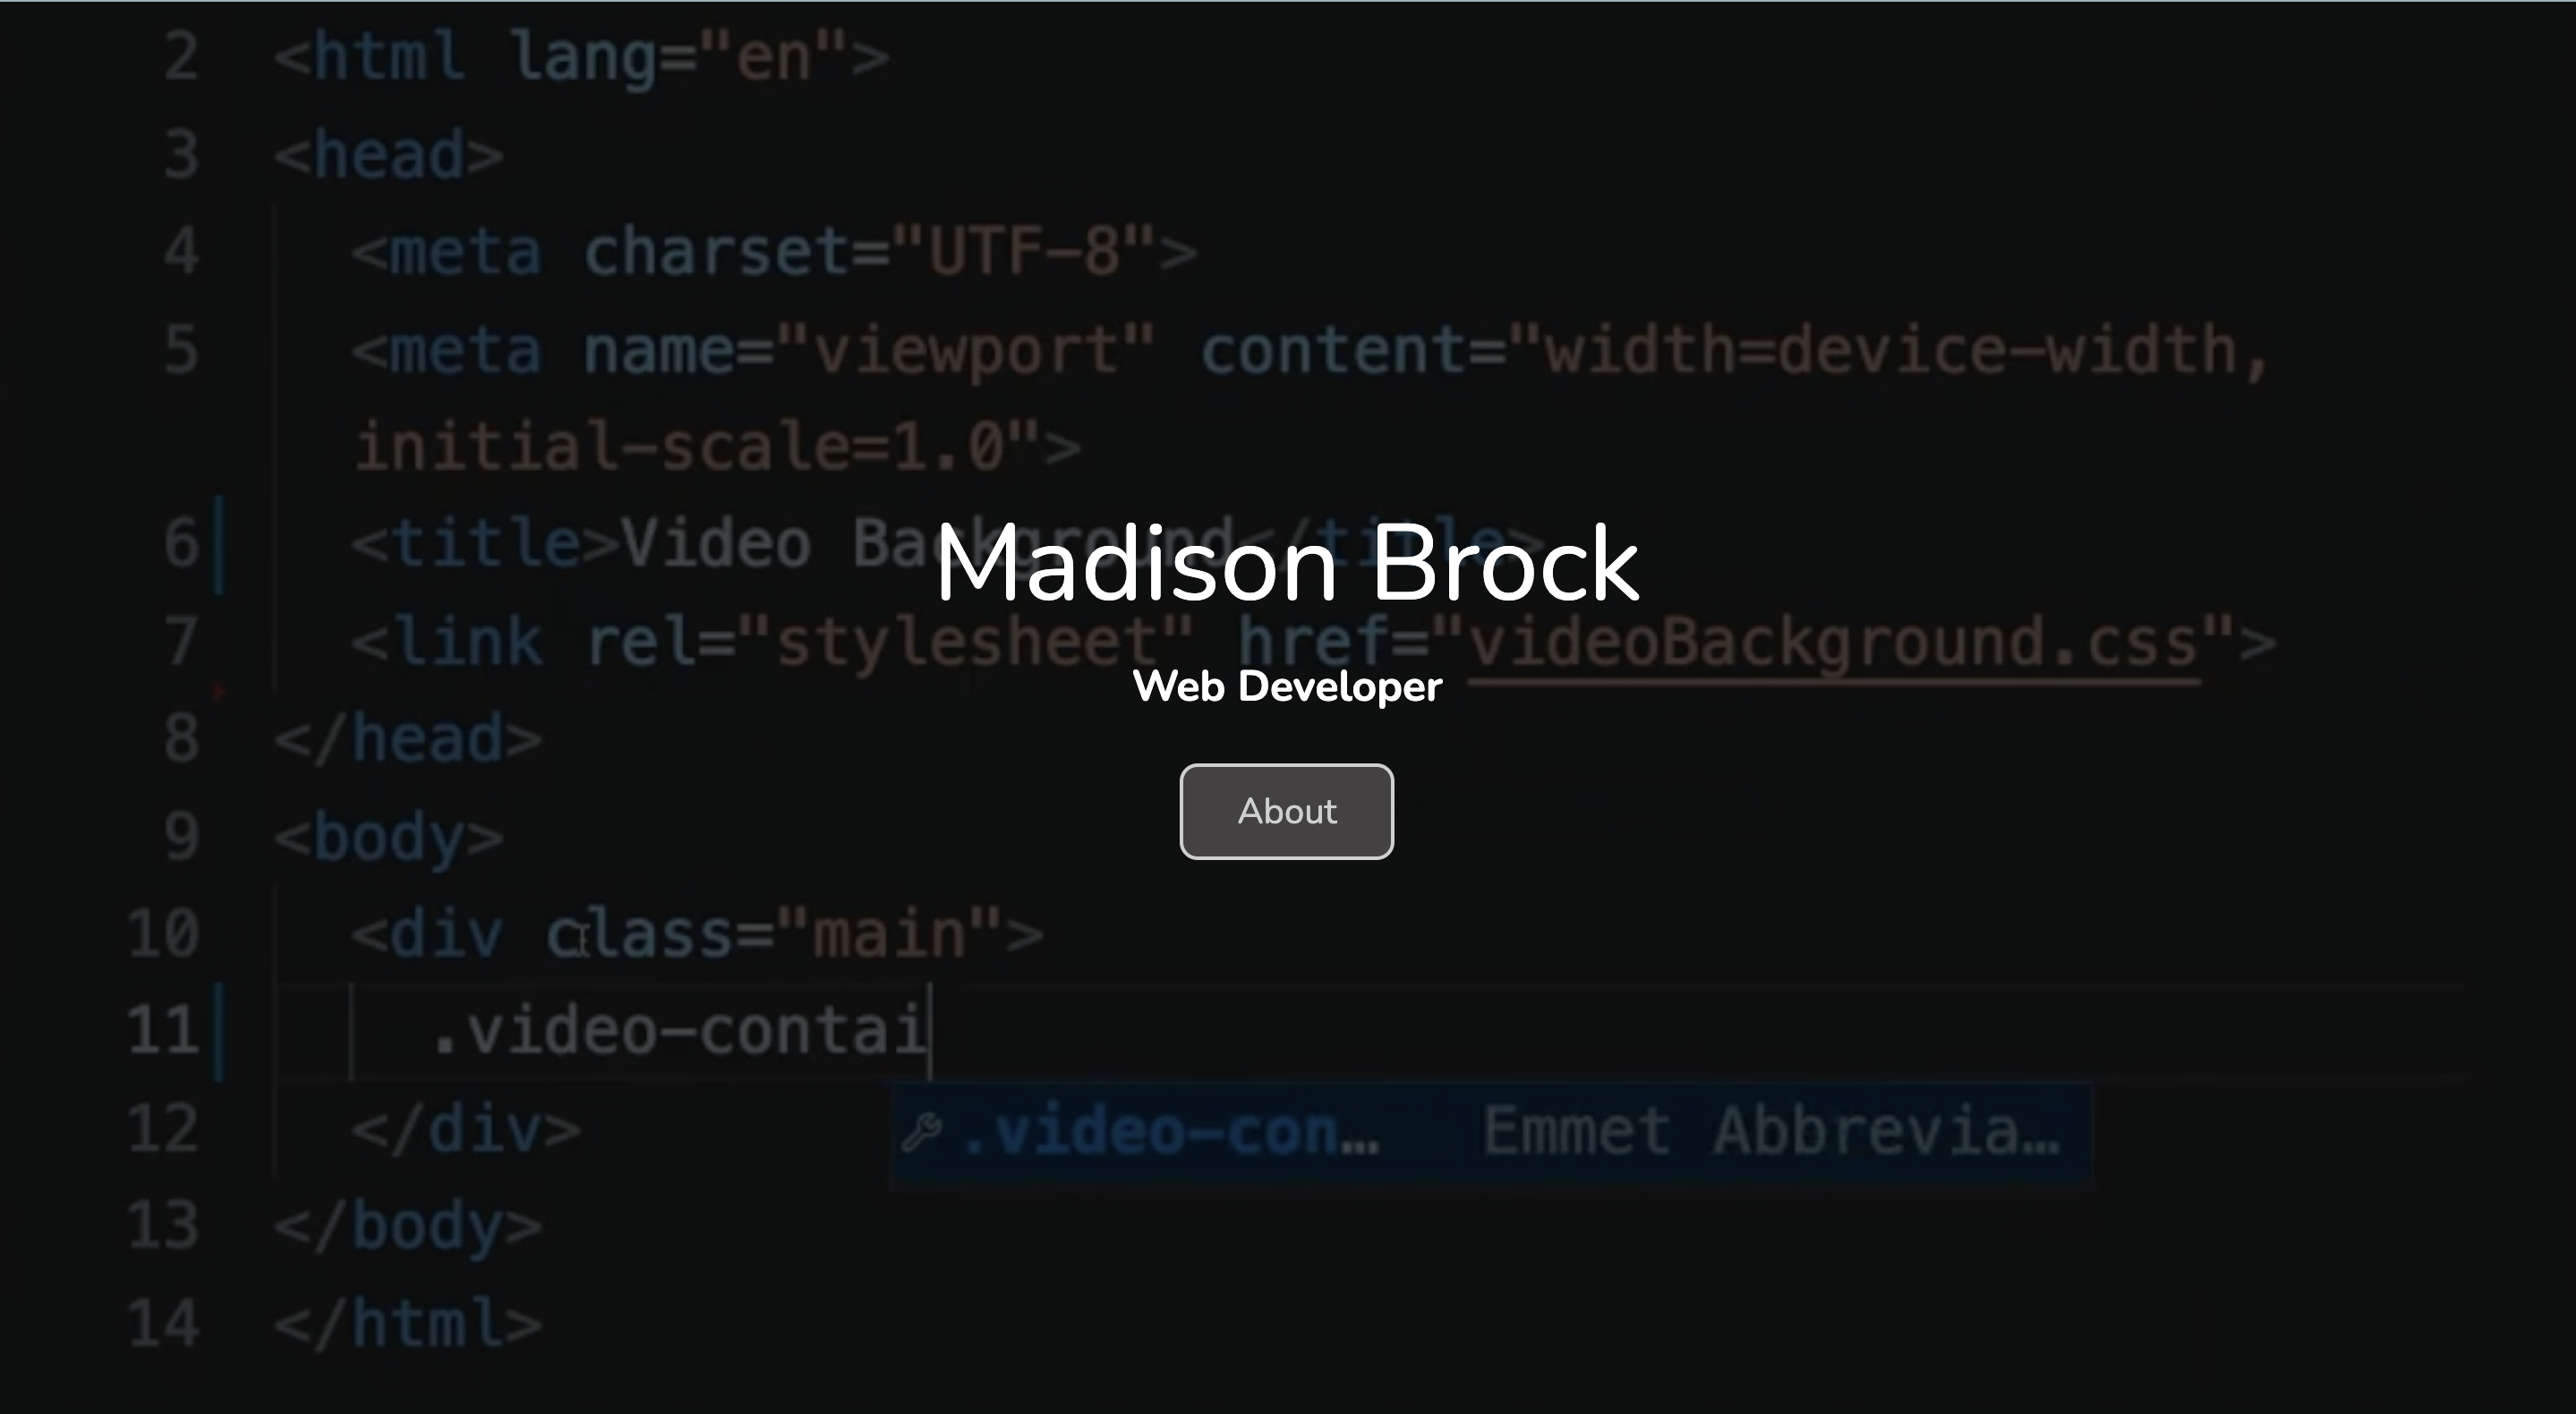 2 <html lang="en">
3 <head>
4 <meta charset="UTF-8">
5 <meta name="viewport" content="width=device-width,
initial-scale=1.0">
6 <title>Video Background</title>
Madison Brock
7 <link rel="stylesheet" href="videoBackground.css">
Web Developer
8 </head>
About
9 <body>
10 <div class="main">
11 .video-contai
12 </div>
.video-con… Emmet Abbrevia…
13 </body>
14 </html>